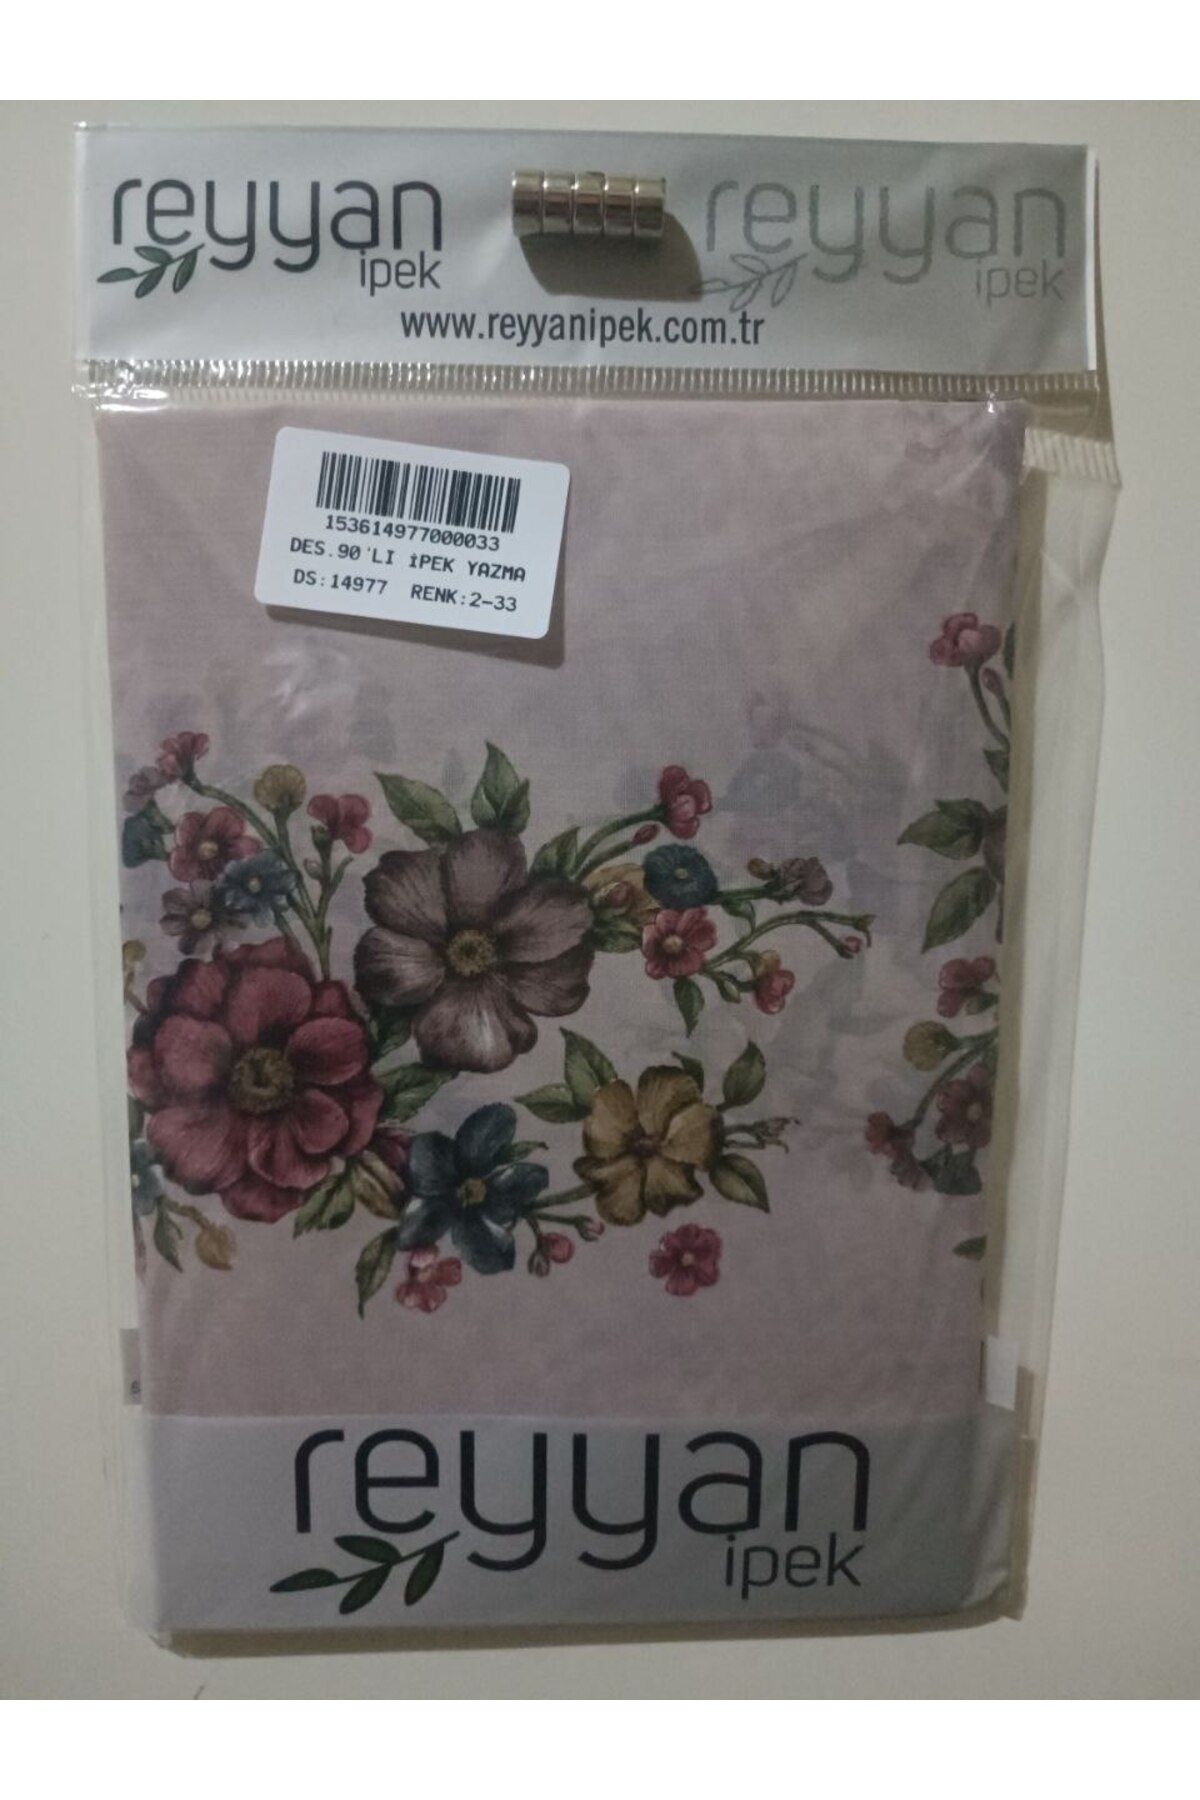 reyyan
ipek
reyyan
ipek
www.reyyanipek.com.tr
153614977000033
DES.90'LI İPEK YAZMA
DS:14977 RENK:2-33
reyyan
ipek